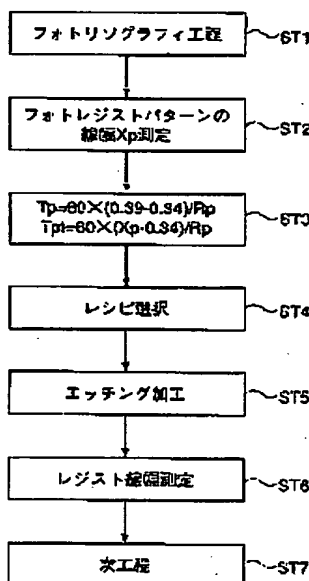 フォトリソグラフィ工程
ST1
フォトレジストパターンの
線幅Xp測定
ST2
Tp=60×(0.39-0.34)/Rp
Tpt=60×(Xp-0.34)/Rp
ST3
レシピ選択
ST4
エッチング加工
ST5
レジスト線幅測定
ST6
次工程
ST7